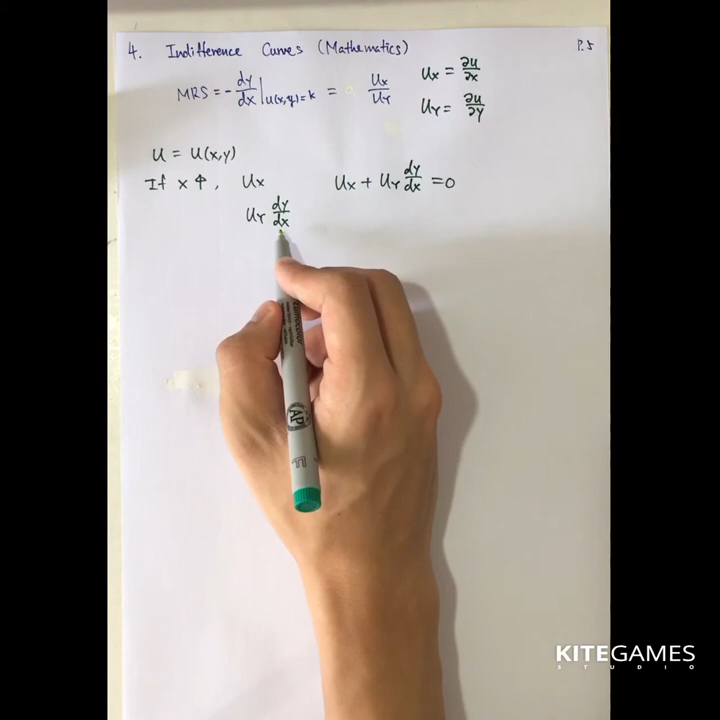 4. Indifference Curves (Mathematics) P.5
MRS = - dy/dx |U(x,y)=k = Ux/UY
Ux = ∂U/∂x
UY = ∂U/∂Y
U = U(x,y)
If x ↑, Ux
UY dY/dx
Ux + UY dY/dx = 0
AP
F
KITEGAMES
STUDIO